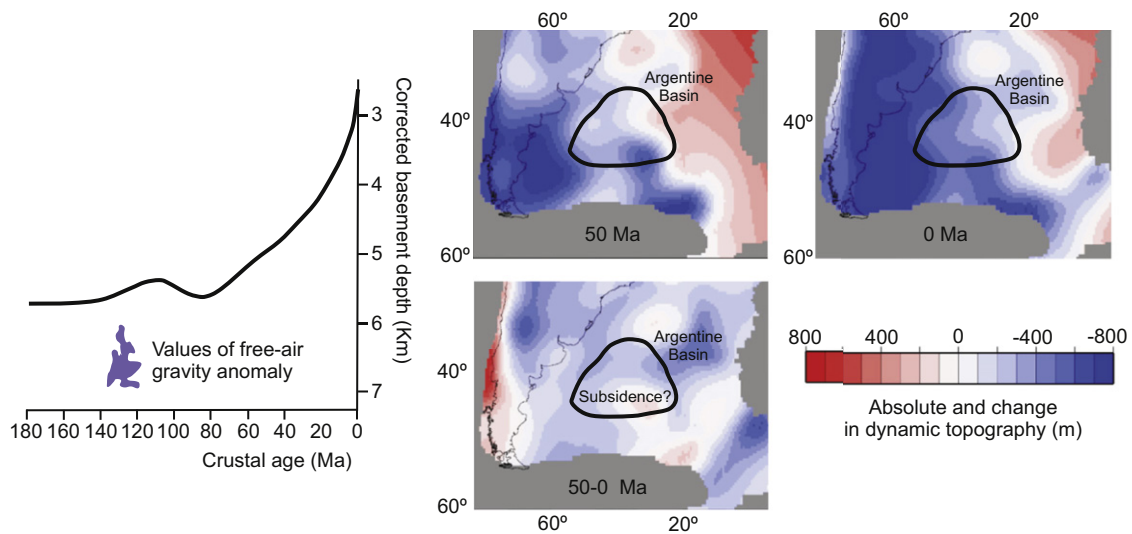 3
4
5
6
7
Corrected basement depth (Km)
Values of free-air
gravity anomaly
180 160 140 120 100 80 60 40 20 0
Crustal age (Ma)
60º 20º
40º
60º
Argentine
Basin
50 Ma
60º 20º
40º
60º
Argentine
Basin
0 Ma
40º
60º
Argentine
Basin
Subsidence?
50-0 Ma
60º 20º
800 400 0 -400 -800
Absolute and change
in dynamic topography (m)